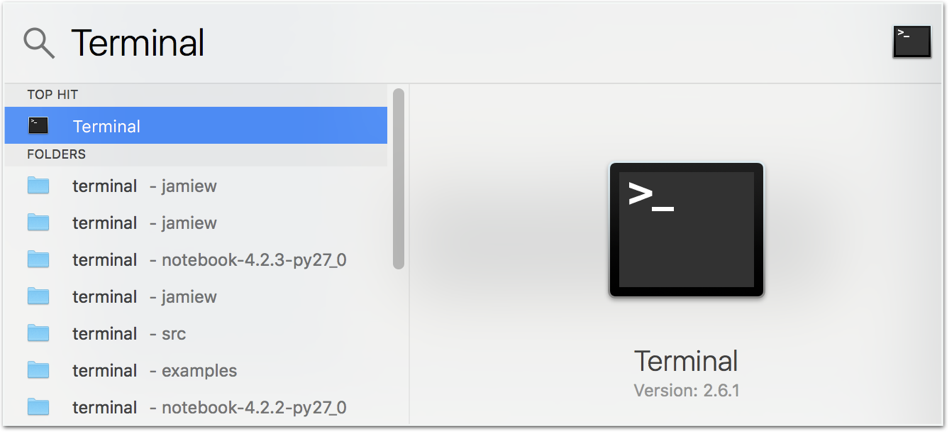 Terminal
>_
TOP HIT
>_ Terminal
FOLDERS
terminal - jamiew
terminal - jamiew
terminal - notebook-4.2.3-py27_0
terminal - jamiew
terminal - src
terminal - examples
terminal - notebook-4.2.2-py27_0
>_
Terminal
Version: 2.6.1